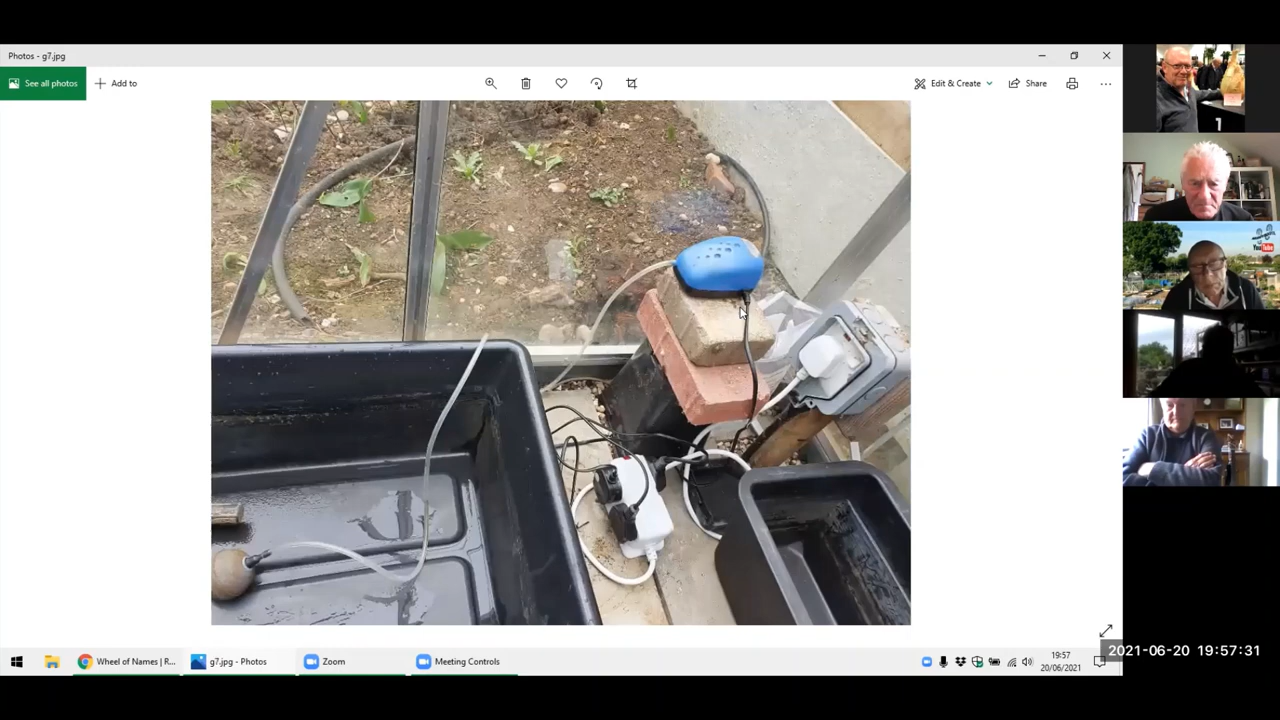 Photos - g7.jpg
See all photos
Add to
Edit & Create
Share
1
YouTube
Wheel of Names | R...
g7.jpg - Photos
Zoom
Meeting Controls
19:57
20/06/2021
2021-06-20 19:57:31